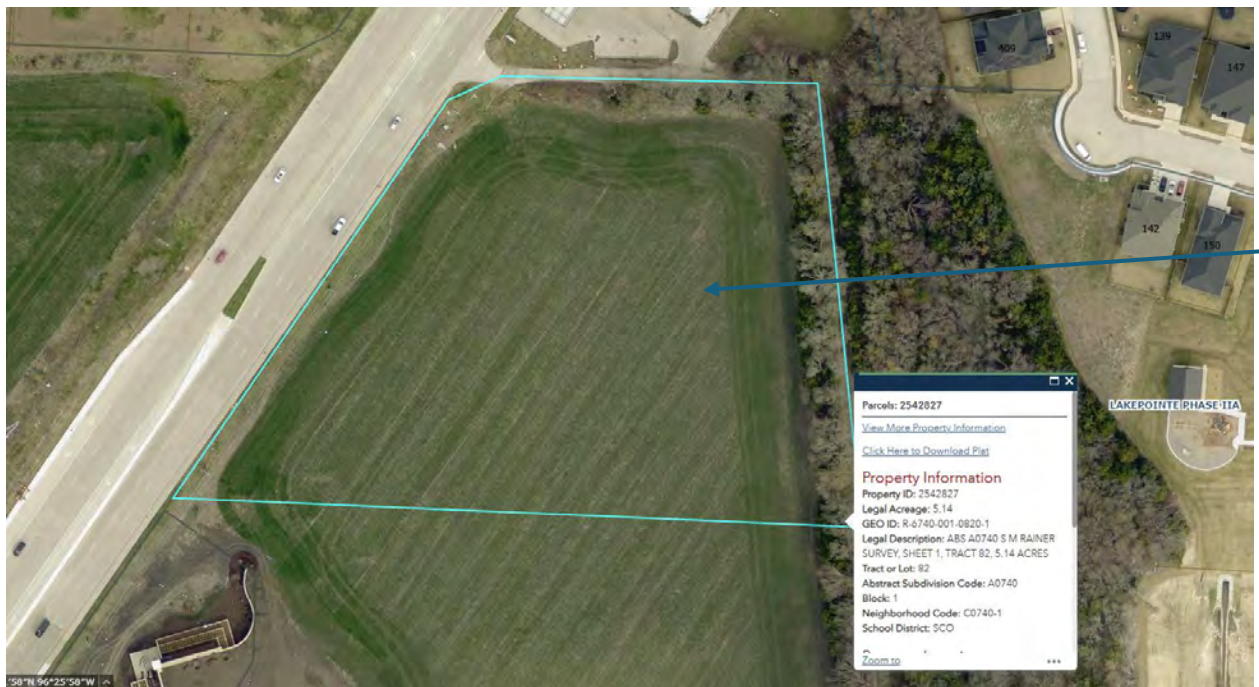 409
139
147
142
150
LAKEPOINTE PHASE IIA
Parcels: 2542827
View More Property Information
Click Here to Download Plat
Property Information
Property ID: 2542827
Legal Acreage: 5.14
GEO ID: R-6740-001-0820-1
Legal Description: ABS A0740 S M RAINER
SURVEY, SHEET 1, TRACT 82, 5.14 ACRES
Tract or Lot: 82
Abstract Subdivision Code: A0740
Block: 1
Neighborhood Code: C0740-1
School District: SCO
Zoom to
'58"N 96°25'58"W